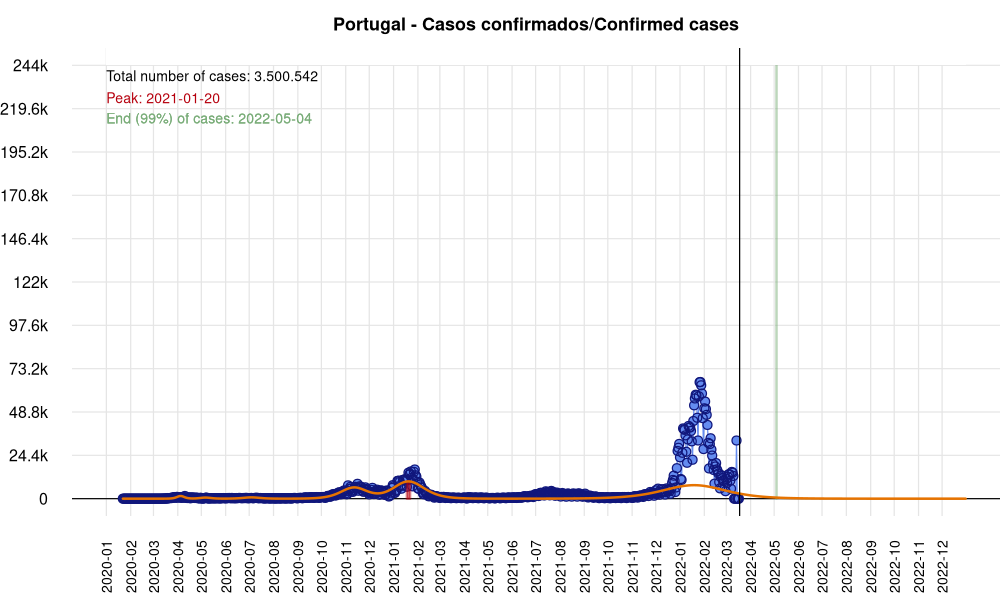 Portugal - Casos confirmados/Confirmed cases
Total number of cases: 3.500.542
Peak: 2021-01-20
End (99%) of cases: 2022-05-04
244k
219.6k
195.2k
170.8k
146.4k
122k
97.6k
73.2k
48.8k
24.4k
0
2020-01
2020-02
2020-03
2020-04
2020-05
2020-06
2020-07
2020-08
2020-09
2020-10
2020-11
2020-12
2021-01
2021-02
2021-03
2021-04
2021-05
2021-06
2021-07
2021-08
2021-09
2021-10
2021-11
2021-12
2022-01
2022-02
2022-03
2022-04
2022-05
2022-06
2022-07
2022-08
2022-09
2022-10
2022-11
2022-12